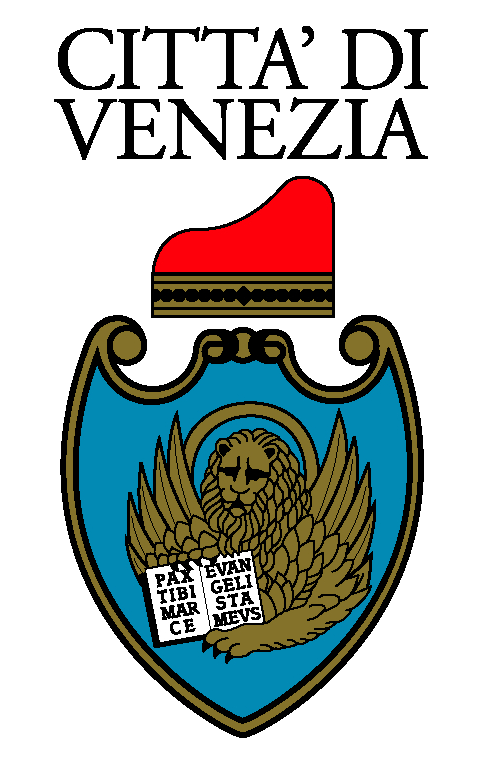 CITTA' DI
VENEZIA
PAX
TIBI
MAR
CE
EVAN
GELI
STA
MEVS